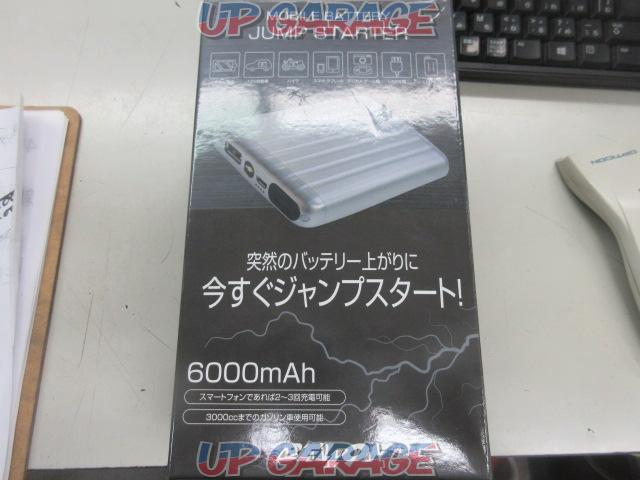 UP GARAGE
MOBILE BATTERY
JUMP STARTER
突然のバッテリー上がりに
今すぐジャンプスタート!
6000mAh
スマートフォンであれば2〜3回充電可能
3000ccまでのガソリン車使用可能
UP GARAGE
OPTICON